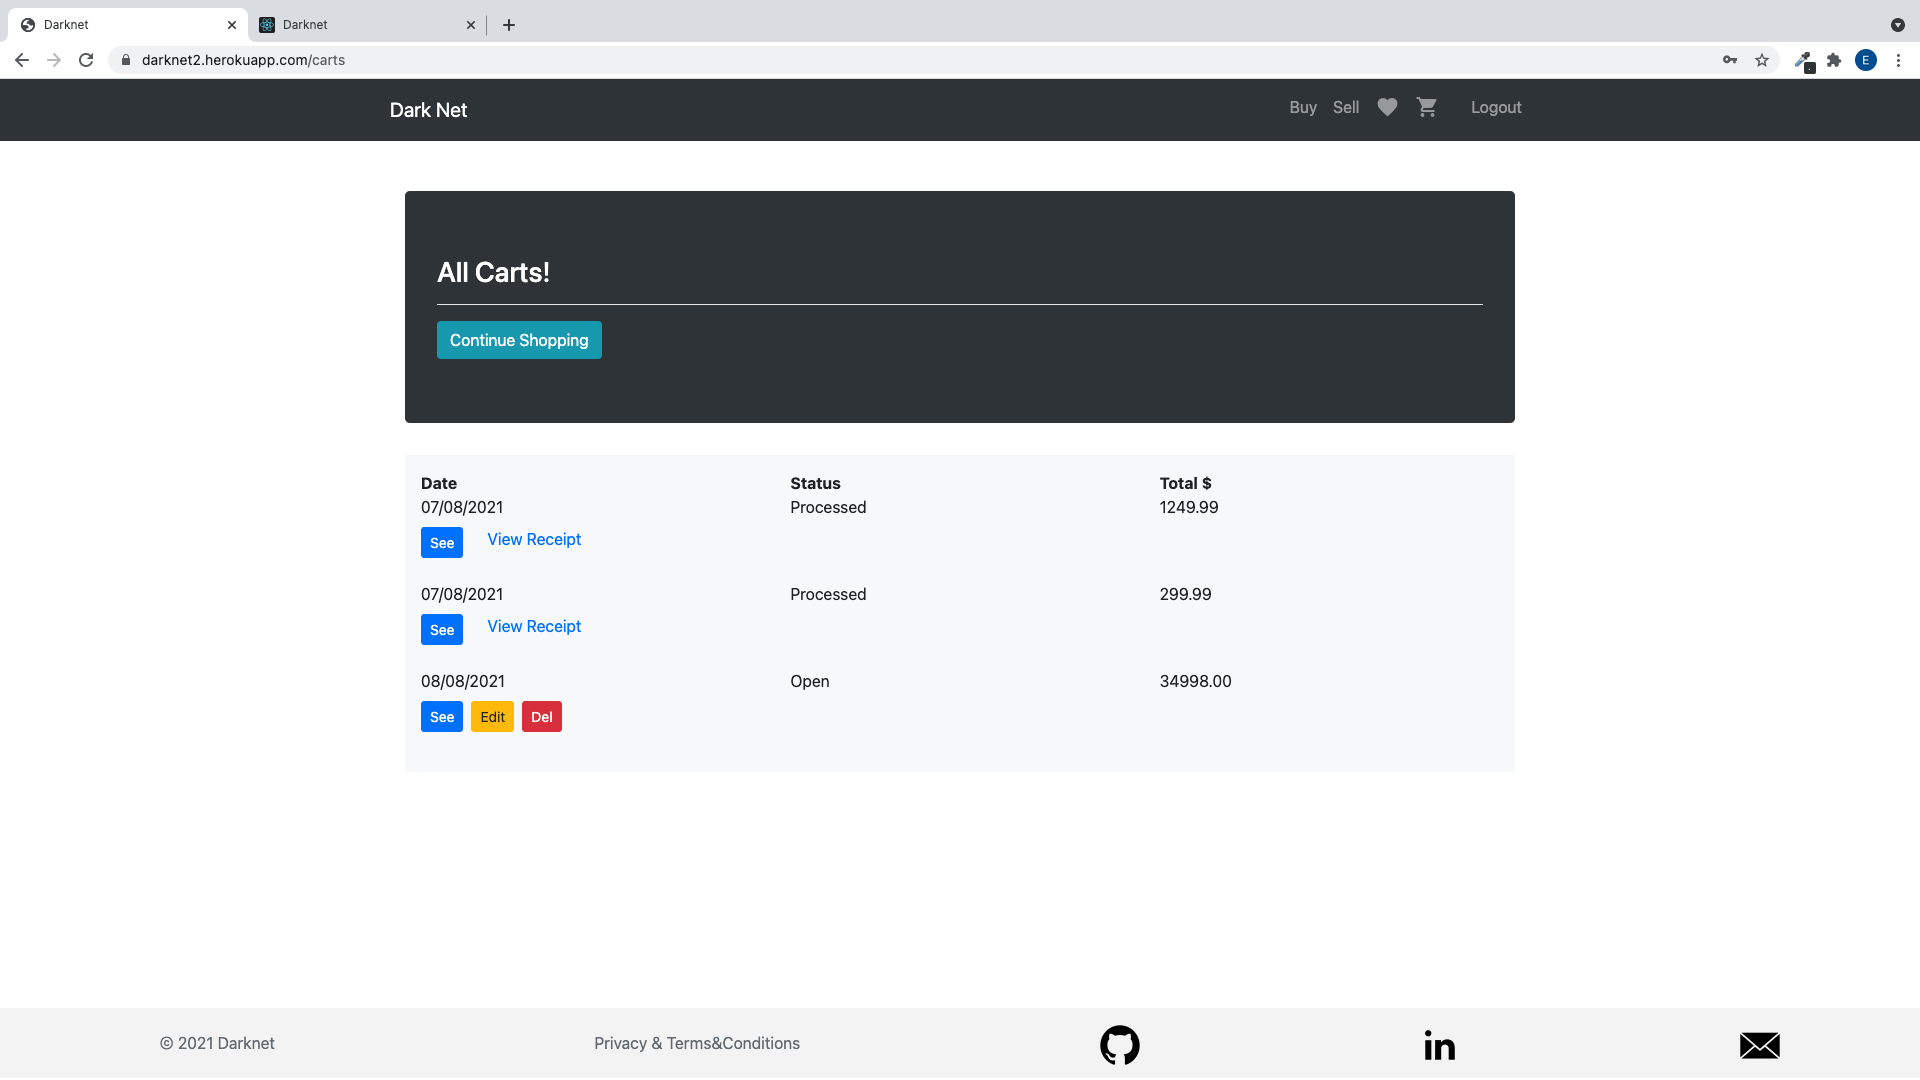 Darknet
Darknet
darknet2.herokuapp.com/carts
E
Dark Net
Buy Sell Logout
All Carts!
Continue Shopping
Date Status Total $
07/08/2021 Processed 1249.99
See View Receipt
07/08/2021 Processed 299.99
See View Receipt
08/08/2021 Open 34998.00
See Edit Del
© 2021 Darknet Privacy & Terms&Conditions in